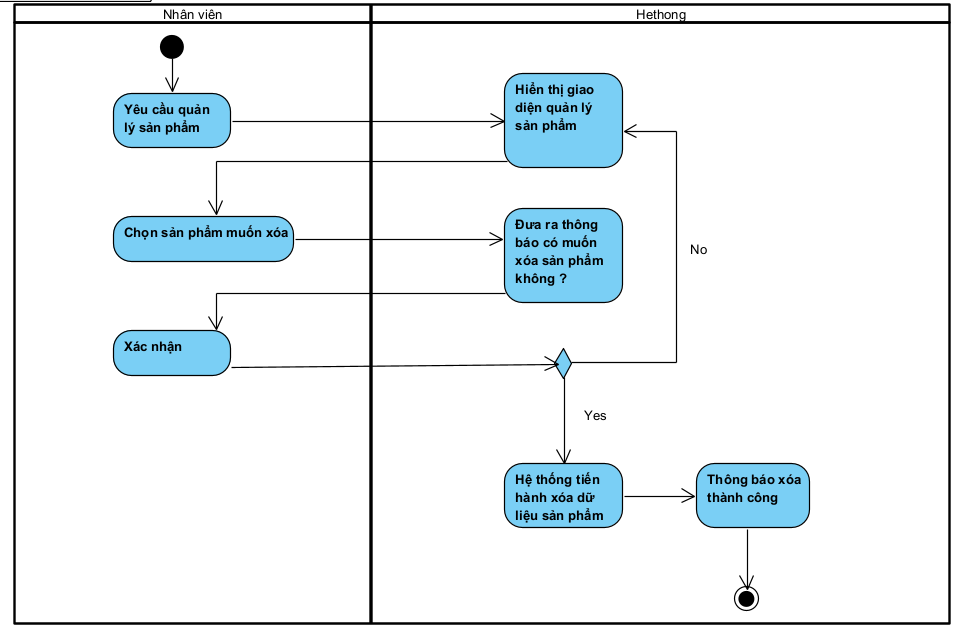 Nhân viên
Hethong
Yêu cầu quản
lý sản phẩm
Hiển thị giao
diện quản lý
sản phẩm
Chọn sản phẩm muốn xóa
Đưa ra thông
báo có muốn
xóa sản phẩm
không ?
No
Xác nhận
Yes
Hệ thống tiến
hành xóa dữ
liệu sản phẩm
Thông báo xóa
thành công